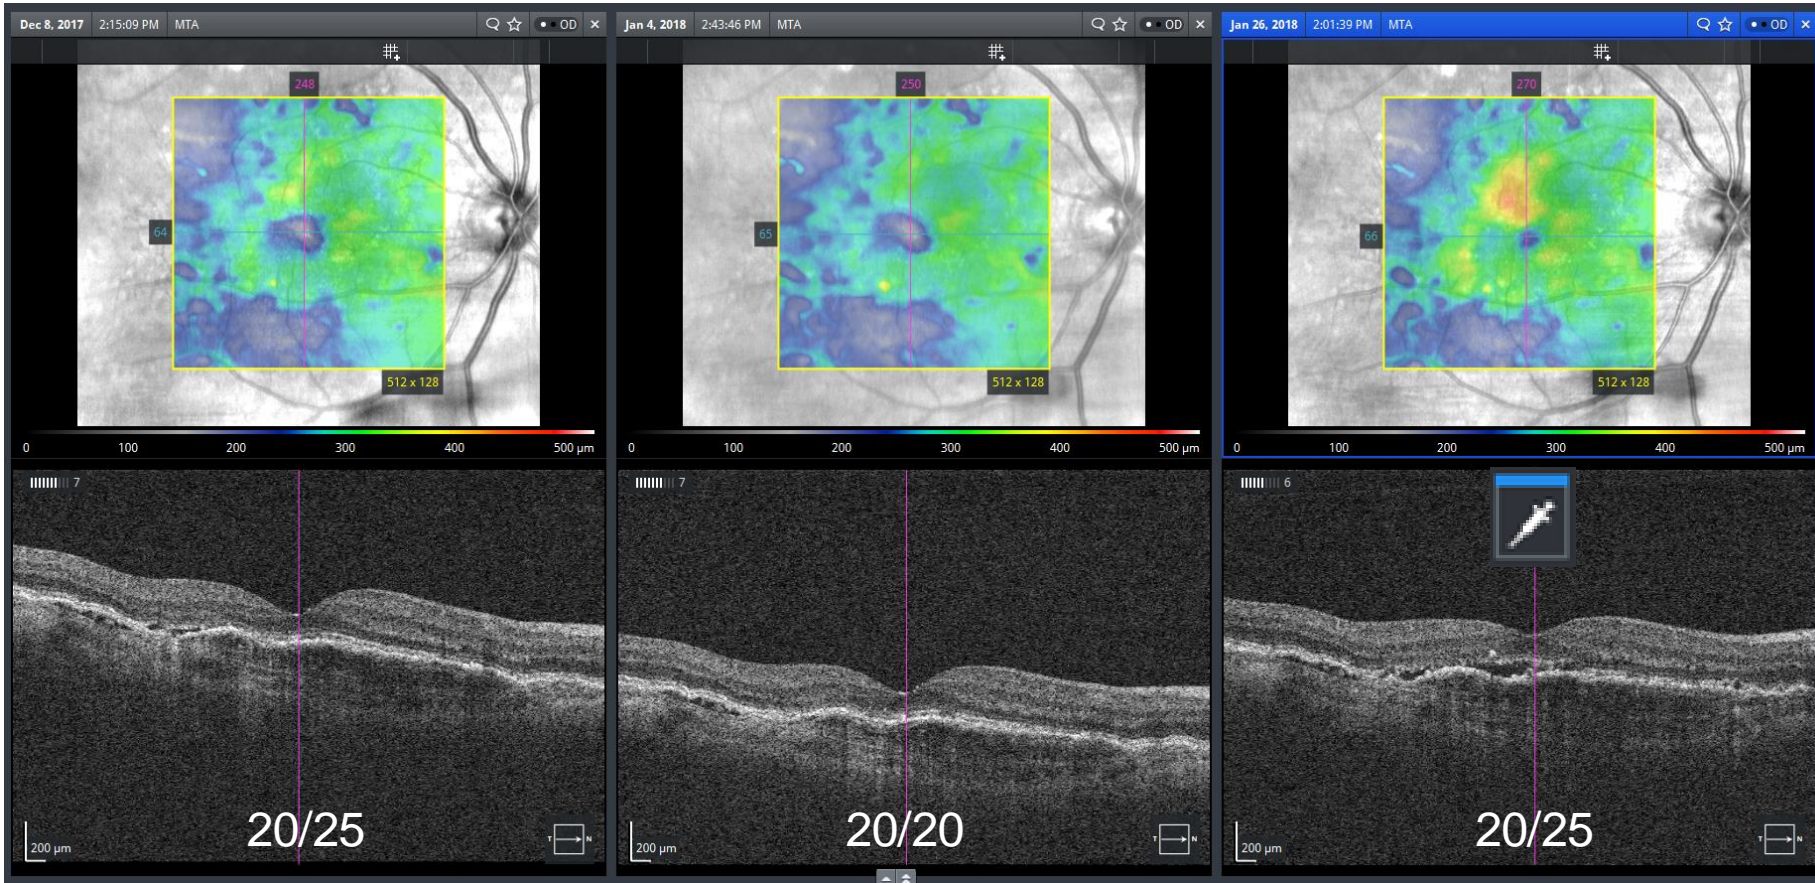 Dec 8, 2017 2:15:09 PM MTA OD ×
248
64
512 x 128
0 100 200 300 400 500 µm
7
20/25
200 µm
T N
Jan 4, 2018 2:43:46 PM MTA OD ×
250
65
512 x 128
0 100 200 300 400 500 µm
7
20/20
200 µm
T N
Jan 26, 2018 2:01:39 PM MTA OD ×
270
66
512 x 128
0 100 200 300 400 500 µm
6
20/25
200 µm
T N